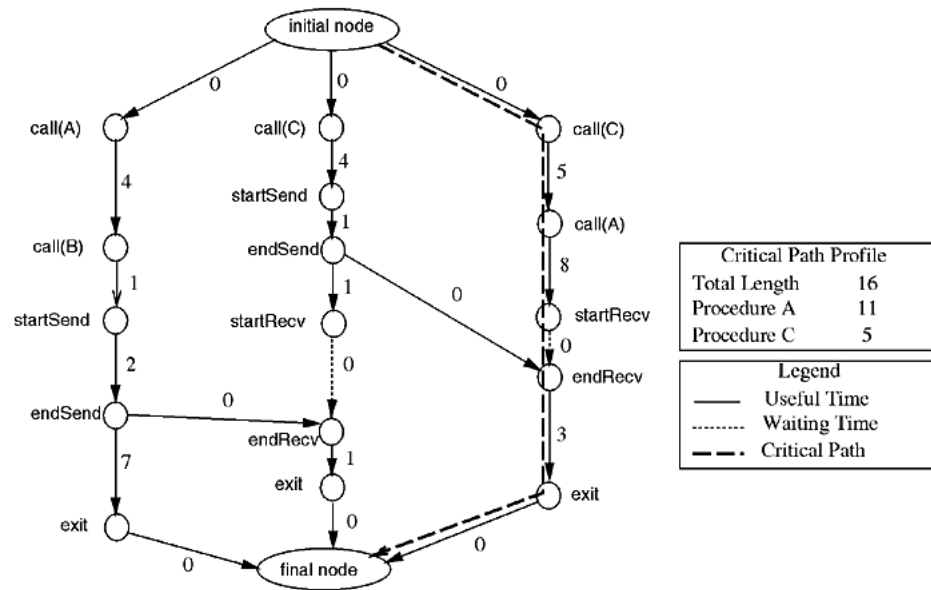 initial node
0 0 0
call(A) call(C) call(C)
4 5
startSend
4 1
call(A)
call(B) endSend
8
1 1 0
startSend startRecv startRecv
0
2 0 endRecv
endSend 0
endRecv 3
7 1
exit exit
exit 0
0 0
final node
Critical Path Profile
Total Length 16
Procedure A 11
Procedure C 5
Legend
Useful Time
Waiting Time
Critical Path